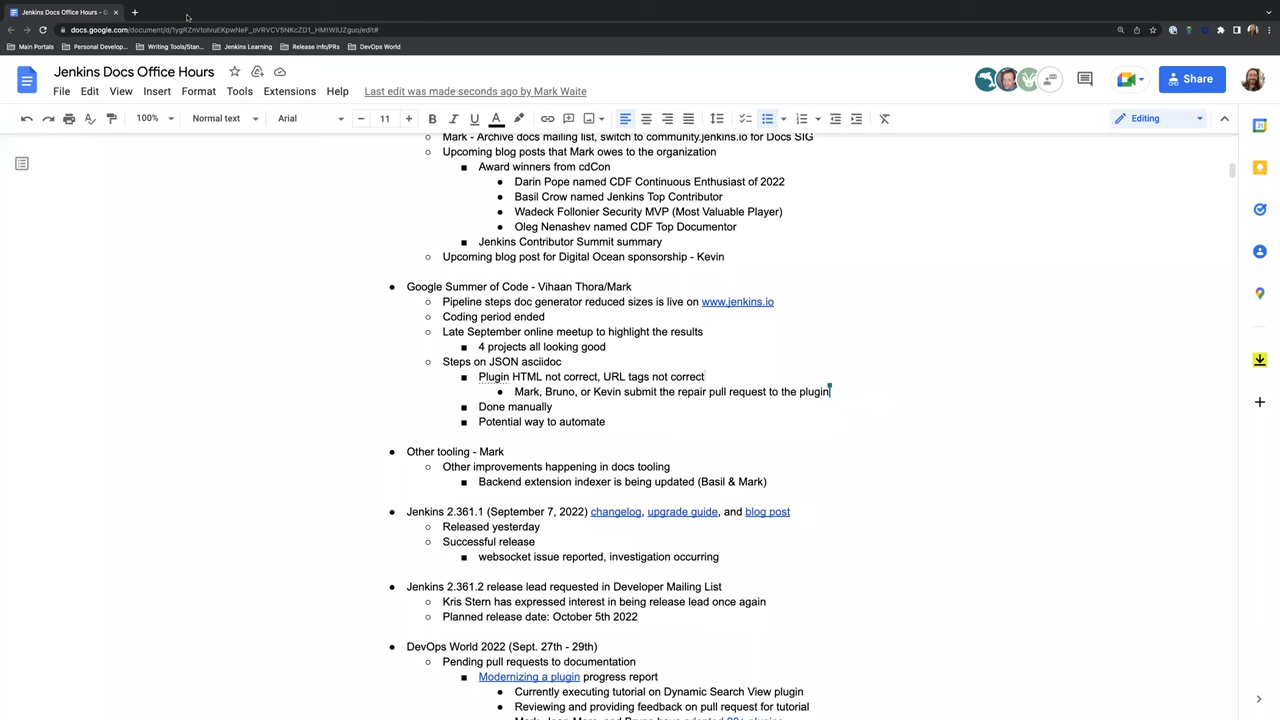 Jenkins Docs Office Hours - G
docs.google.com/document/d/1ygRZnVtoIvuEKpwNeF_oVRVCV5NKcZD1_HMtWlUZguo/edit#
Main Portals
Personal Develop...
Writing Tools/Stan...
Jenkins Learning
Release Info/PRs
DevOps World
Jenkins Docs Office Hours
File Edit View Insert Format Tools Extensions Help
Last edit was made seconds ago by Mark Waite
Share
100% Normal text Arial 11 Editing
Mark - Archive docs mailing list, switch to community.jenkins.io for Docs SIG
Upcoming blog posts that Mark owes to the organization
Award winners from cdCon
Darin Pope named CDF Continuous Enthusiast of 2022
Basil Crow named Jenkins Top Contributor
Wadeck Follonier Security MVP (Most Valuable Player)
Oleg Nenashev named CDF Top Documentor
Jenkins Contributor Summit summary
Upcoming blog post for Digital Ocean sponsorship - Kevin
Google Summer of Code - Vihaan Thora/Mark
Pipeline steps doc generator reduced sizes is live on www.jenkins.io
Coding period ended
Late September online meetup to highlight the results
4 projects all looking good
Steps on JSON asciidoc
Plugin HTML not correct, URL tags not correct
Mark, Bruno, or Kevin submit the repair pull request to the plugin
Done manually
Potential way to automate
Other tooling - Mark
Other improvements happening in docs tooling
Backend extension indexer is being updated (Basil & Mark)
Jenkins 2.361.1 (September 7, 2022) changelog, upgrade guide, and blog post
Released yesterday
Successful release
websocket issue reported, investigation occurring
Jenkins 2.361.2 release lead requested in Developer Mailing List
Kris Stern has expressed interest in being release lead once again
Planned release date: October 5th 2022
DevOps World 2022 (Sept. 27th - 29th)
Pending pull requests to documentation
Modernizing a plugin progress report
Currently executing tutorial on Dynamic Search View plugin
Reviewing and providing feedback on pull request for tutorial